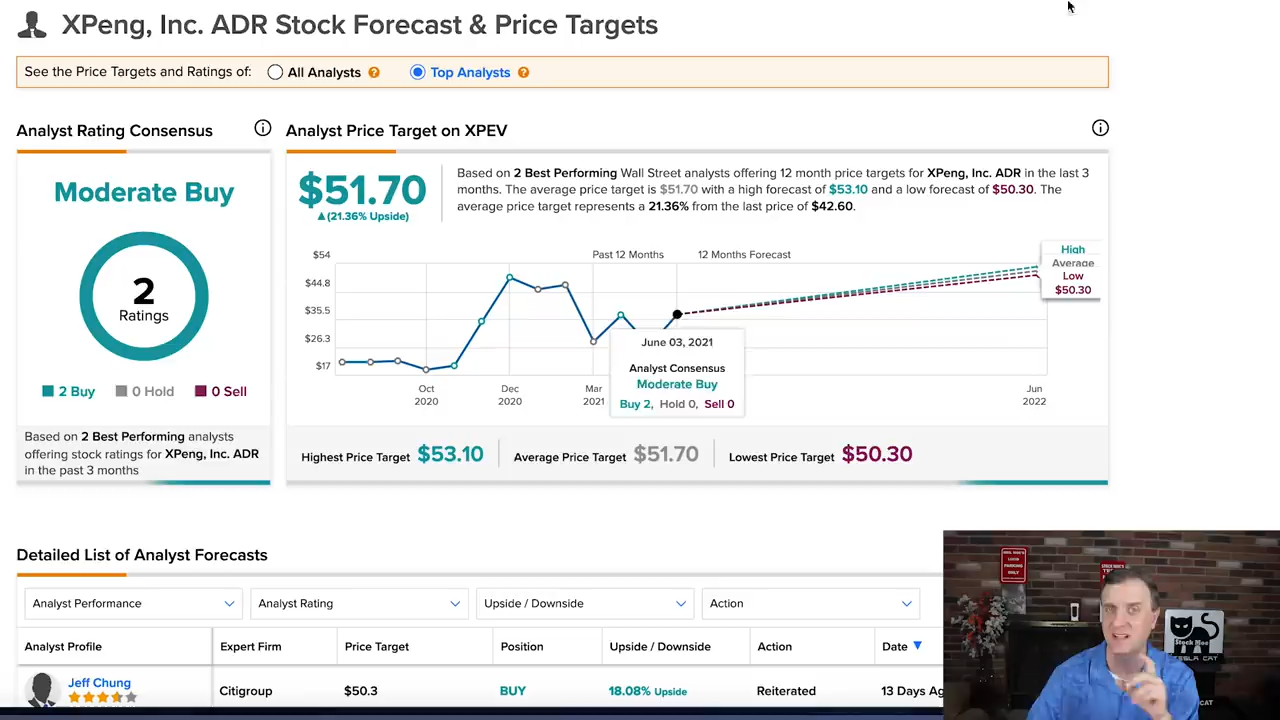 XPeng, Inc. ADR Stock Forecast & Price Targets
See the Price Targets and Ratings of: All Analysts ? Top Analysts ?
Analyst Rating Consensus
Moderate Buy
2
Ratings
2 Buy 0 Hold 0 Sell
Based on 2 Best Performing analysts
offering stock ratings for XPeng, Inc. ADR
in the past 3 months
Analyst Price Target on XPEV
$51.70
▲(21.36% Upside)
Based on 2 Best Performing Wall Street analysts offering 12 month price targets for XPeng, Inc. ADR in the last 3
months. The average price target is $51.70 with a high forecast of $53.10 and a low forecast of $50.30. The
average price target represents a 21.36% from the last price of $42.60.
Past 12 Months 12 Months Forecast
$54
$44.8
$35.5
$26.3
$17
High
Average
Low
$50.30
Oct
2020
Dec
2020
Mar
2021
Jun
2022
June 03, 2021
Analyst Consensus
Moderate Buy
Buy 2, Hold 0, Sell 0
Highest Price Target $53.10 Average Price Target $51.70 Lowest Price Target $50.30
Detailed List of Analyst Forecasts
Analyst Performance Analyst Rating Upside / Downside Action
Analyst Profile Expert Firm Price Target Position Upside / Downside Action Date
Jeff Chung Citigroup $50.3 BUY 18.08% Upside Reiterated 13 Days Ag
Stock Moe
TESLA CAT
CAT